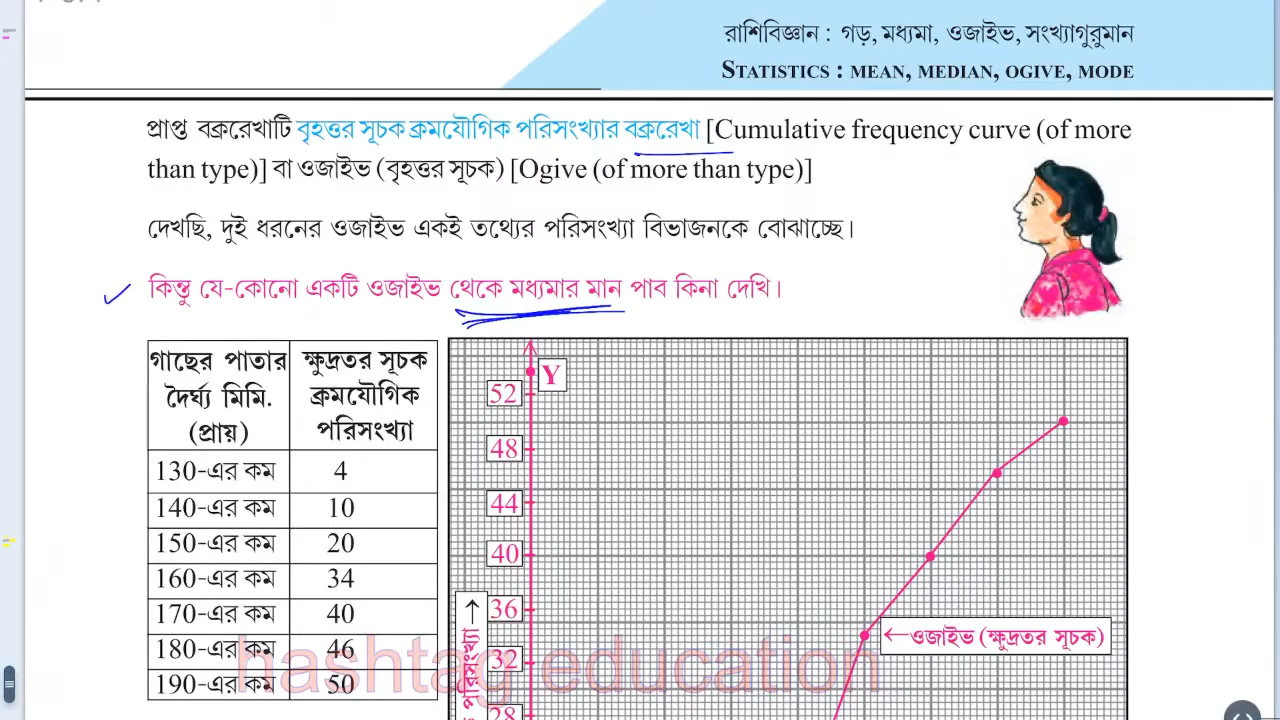 রাশিবিজ্ঞান : গড়, মধ্যমা, ওজাইভ, সংখ্যাগুরুমান
STATISTICS : MEAN, MEDIAN, OGIVE, MODE
প্রাপ্ত বক্ররেখাটি বৃহত্তর সূচক ক্রমযৌগিক পরিসংখ্যার বক্ররেখা [Cumulative frequency curve (of more
than type)] বা ওজাইভ (বৃহত্তর সূচক) [Ogive (of more than type)]
দেখছি, দুই ধরনের ওজাইভ একই তথ্যের পরিসংখ্যা বিভাজনকে বোঝাচ্ছে।
কিন্তু যে-কোনো একটি ওজাইভ থেকে মধ্যমার মান পাব কিনা দেখি।
গাছের পাতার দৈর্ঘ্য মিমি. (প্রায়) ক্ষুদ্রতর সূচক ক্রমযৌগিক পরিসংখ্যা
130-এর কম 4
140-এর কম 10
150-এর কম 20
160-এর কম 34
170-এর কম 40
180-এর কম 46
190-এর কম 50
Y
52
48
44
40
36
32
28
পরিসংখ্যা →
←ওজাইভ (ক্ষুদ্রতর সূচক)
hashtag education